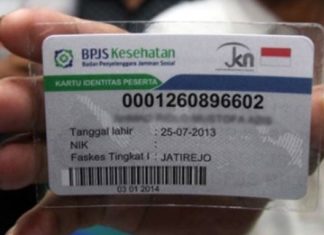 BPJS Kesehatan
Badan Penyelenggara Jaminan Sosial
jkn
KARTU IDENTITAS PESERTA
0001260896602
Tanggal lahir : 25-07-2013
NIK :
Faskes Tingkat I : JATIREJO
03 01 2014